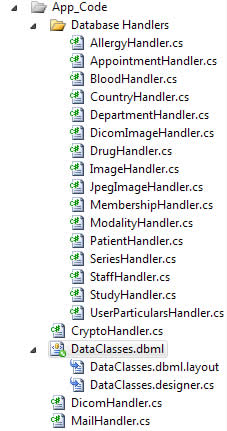 App_Code
Database Handlers
AllergyHandler.cs
AppointmentHandler.cs
BloodHandler.cs
CountryHandler.cs
DepartmentHandler.cs
DicomImageHandler.cs
DrugHandler.cs
ImageHandler.cs
JpegImageHandler.cs
MembershipHandler.cs
ModalityHandler.cs
PatientHandler.cs
SeriesHandler.cs
StaffHandler.cs
StudyHandler.cs
UserParticularsHandler.cs
CryptoHandler.cs
DataClasses.dbml
DataClasses.dbml.layout
DataClasses.designer.cs
DicomHandler.cs
MailHandler.cs